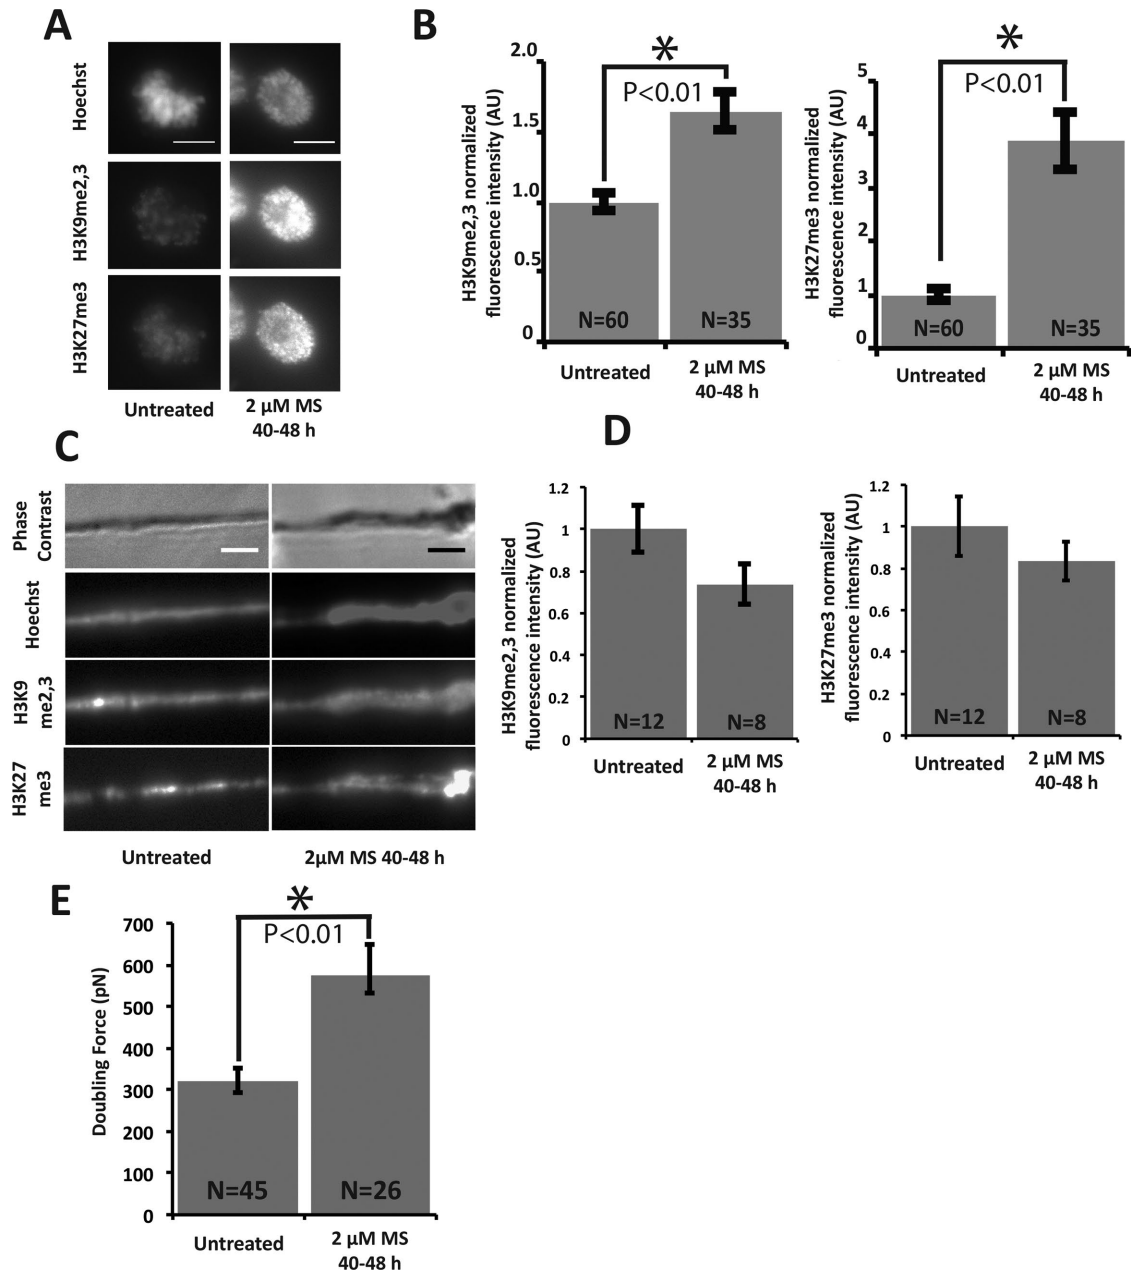 A
Hoechst
H3K9me2,3
H3K27me3
Untreated
2 µM MS
40-48 h
B
H3K9me2,3 normalized
fluorescence intensity (AU)
2.0
1.5
1.0
0.5
0
*
P<0.01
N=60
N=35
Untreated
2 µM MS
40-48 h
H3K27me3 normalized
fluorescence intensity (AU)
5
4
3
2
1
0
*
P<0.01
N=60
N=35
Untreated
2 µM MS
40-48 h
C
Phase
Contrast
Hoechst
H3K9
me2,3
H3K27
me3
Untreated
2µM MS 40-48 h
D
H3K9me2,3 normalized
fluorescence intensity (AU)
1.2
1
0.8
0.6
0.4
0.2
0
N=12
N=8
Untreated
2 µM MS
40-48 h
H3K27me3 normalized
fluorescence intensity (AU)
1.2
1
0.8
0.6
0.4
0.2
0
N=12
N=8
Untreated
2 µM MS
40-48 h
E
Doubling Force (pN)
700
600
500
400
300
200
100
0
*
P<0.01
N=45
N=26
Untreated
2 µM MS
40-48 h